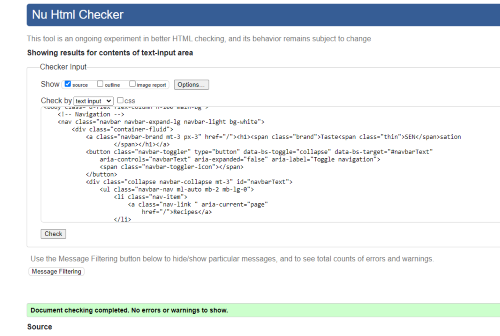 Nu Html Checker
This tool is an ongoing experiment in better HTML checking, and its behavior remains subject to change
Showing results for contents of text-input area
Checker Input
Show source outline image report Options...
Check by text input css
<body class="d-flex flex-column h-100 main-bg">
<!-- Navigation -->
<nav class="navbar navbar-expand-lg navbar-light bg-white">
<div class="container-fluid">
<a class="navbar-brand mt-3 px-3" href="/"><h1><span class="brand">Taste<span class="thin">SEN</span>sation
</span></h1></a>
<button class="navbar-toggler" type="button" data-bs-toggle="collapse" data-bs-target="#navbarText"
aria-controls="navbarText" aria-expanded="false" aria-label="Toggle navigation">
<span class="navbar-toggler-icon"></span>
</button>
<div class="collapse navbar-collapse mt-3" id="navbarText">
<ul class="navbar-nav ml-auto mb-2 mb-lg-0">
<li class="nav-item">
<a class="nav-link " aria-current="page"
href="/">Recipes</a>
</li>
Check
Use the Message Filtering button below to hide/show particular messages, and to see total counts of errors and warnings.
Message Filtering
Document checking completed. No errors or warnings to show.
Source